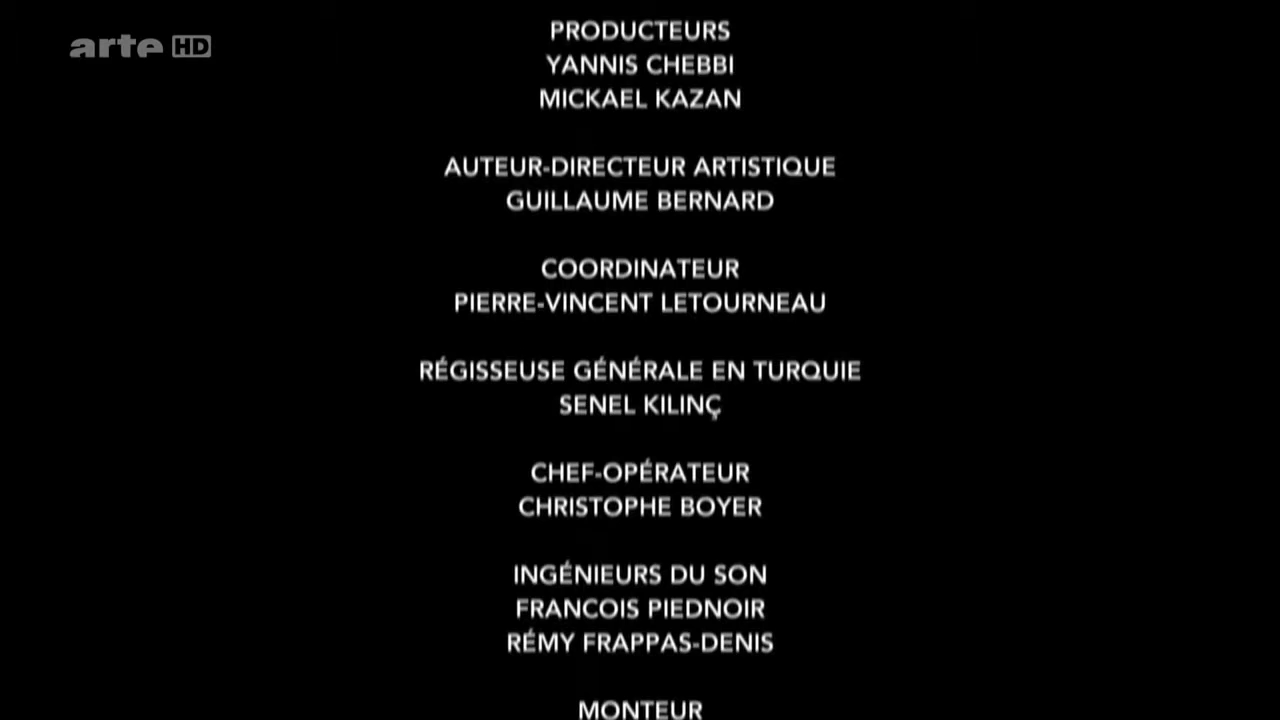 arte HD
PRODUCTEURS
YANNIS CHEBBI
MICKAEL KAZAN
AUTEUR-DIRECTEUR ARTISTIQUE
GUILLAUME BERNARD
COORDINATEUR
PIERRE-VINCENT LETOURNEAU
RÉGISSEUSE GÉNÉRALE EN TURQUIE
SENEL KILINÇ
CHEF-OPÉRATEUR
CHRISTOPHE BOYER
INGÉNIEURS DU SON
FRANCOIS PIEDNOIR
RÉMY FRAPPAS-DENIS
MONTEUR